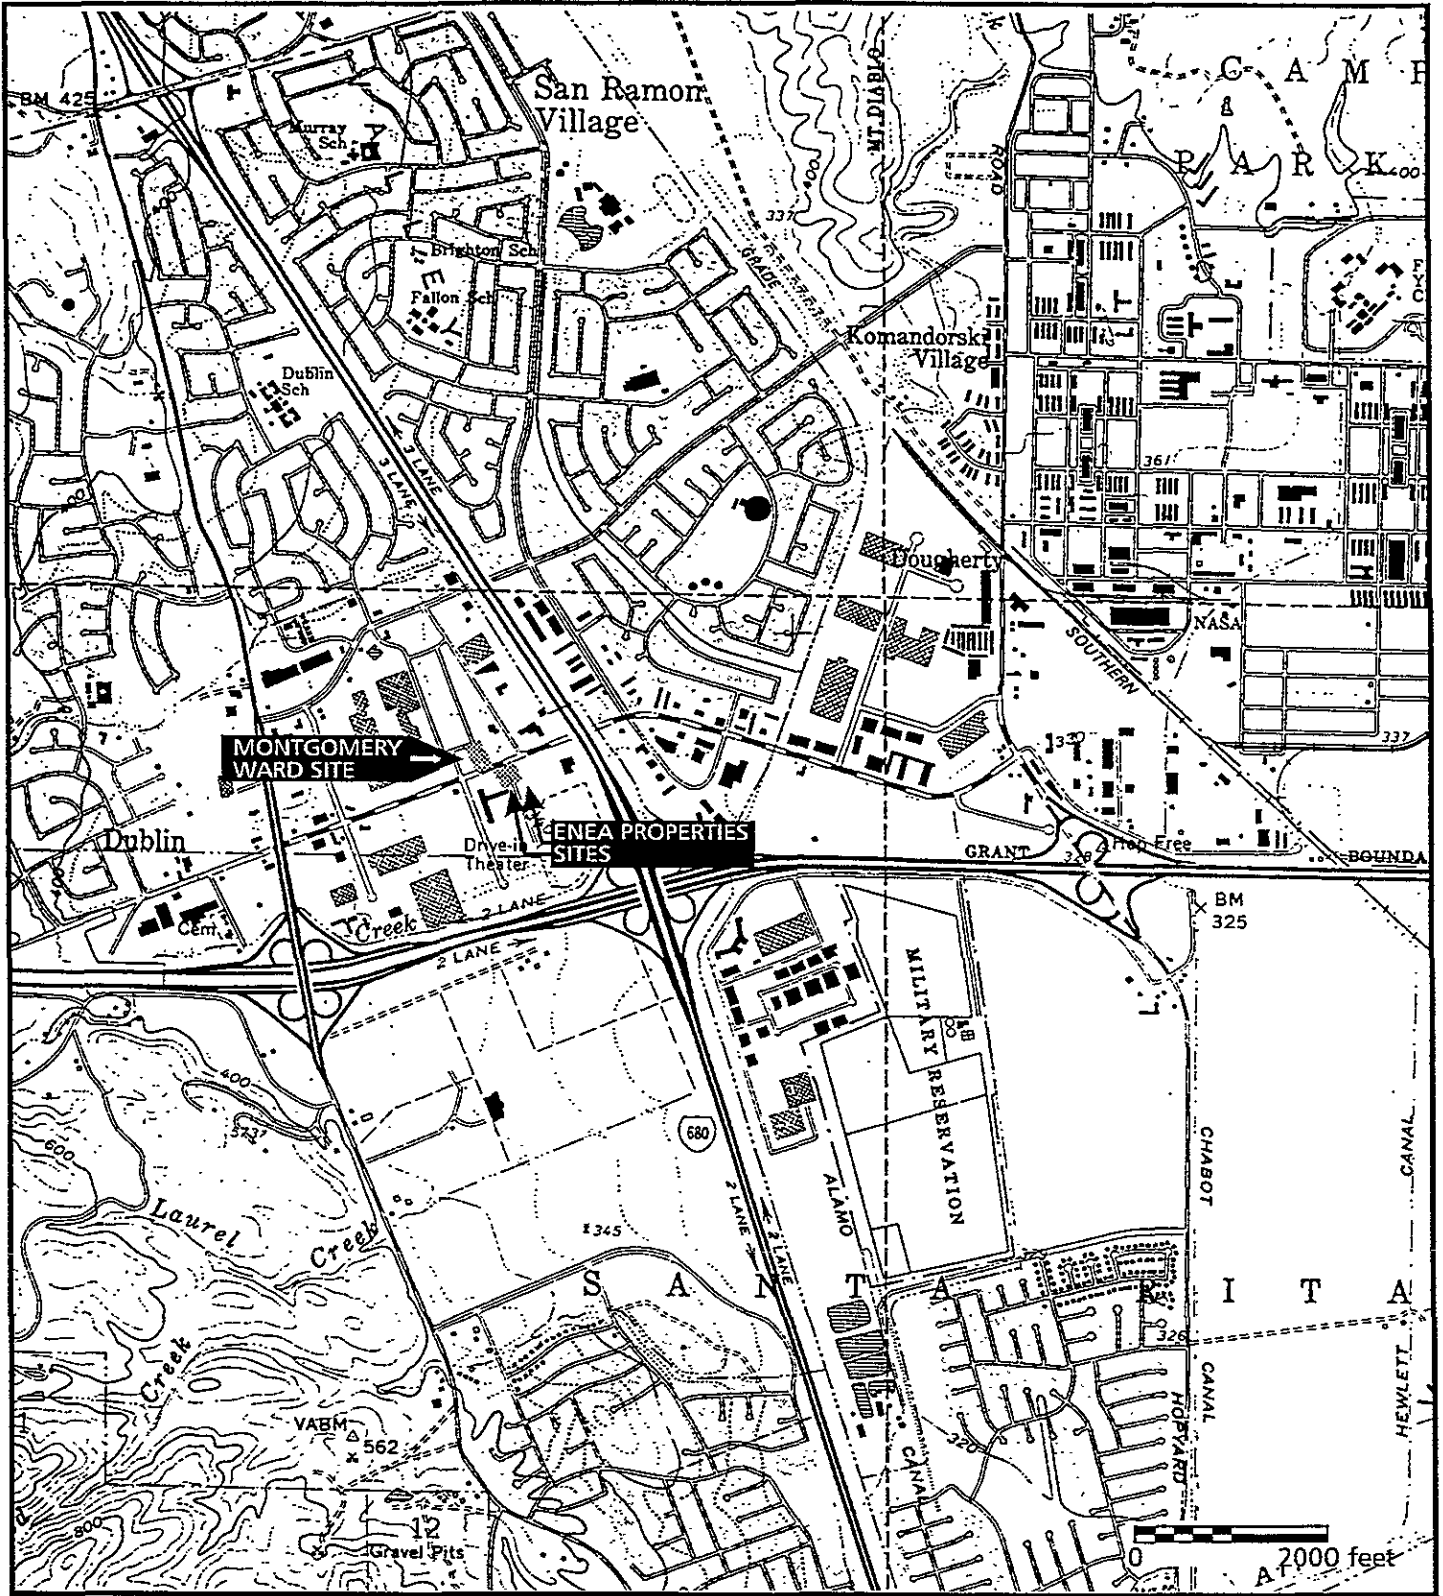 San Ramon
Village
MT DIABLO
ROAD
C A M P
P A R K
BM 425
Murray
Sch
400
400
400
337
GRADE
Brighton Sch
L E Y
Fallon Sch
Dublin
Sch
3 LANE
3 LANE
Komandorski
Village
361
Dougherty
NASA
SOUTHERN
337
330
MONTGOMERY
WARD SITE
ENEA PROPERTIES
SITES
Drive-in
Theater
Dublin
Cem
Creek
2 LANE
2 LANE
GRANT
328
Hop Free
BOUNDA
BM
325
MILITARY RESERVATION
400
573
600
680
2 LANE
2 LANE
ALAMO
CANAL
CHABOT
CANAL
HEWLETT
CANAL
HOPYARD
Laurel
Creek
Creek
345
S A N T A R I T A
326
320
VABM
562
800
12
Gravel Pits
0 2000 feet